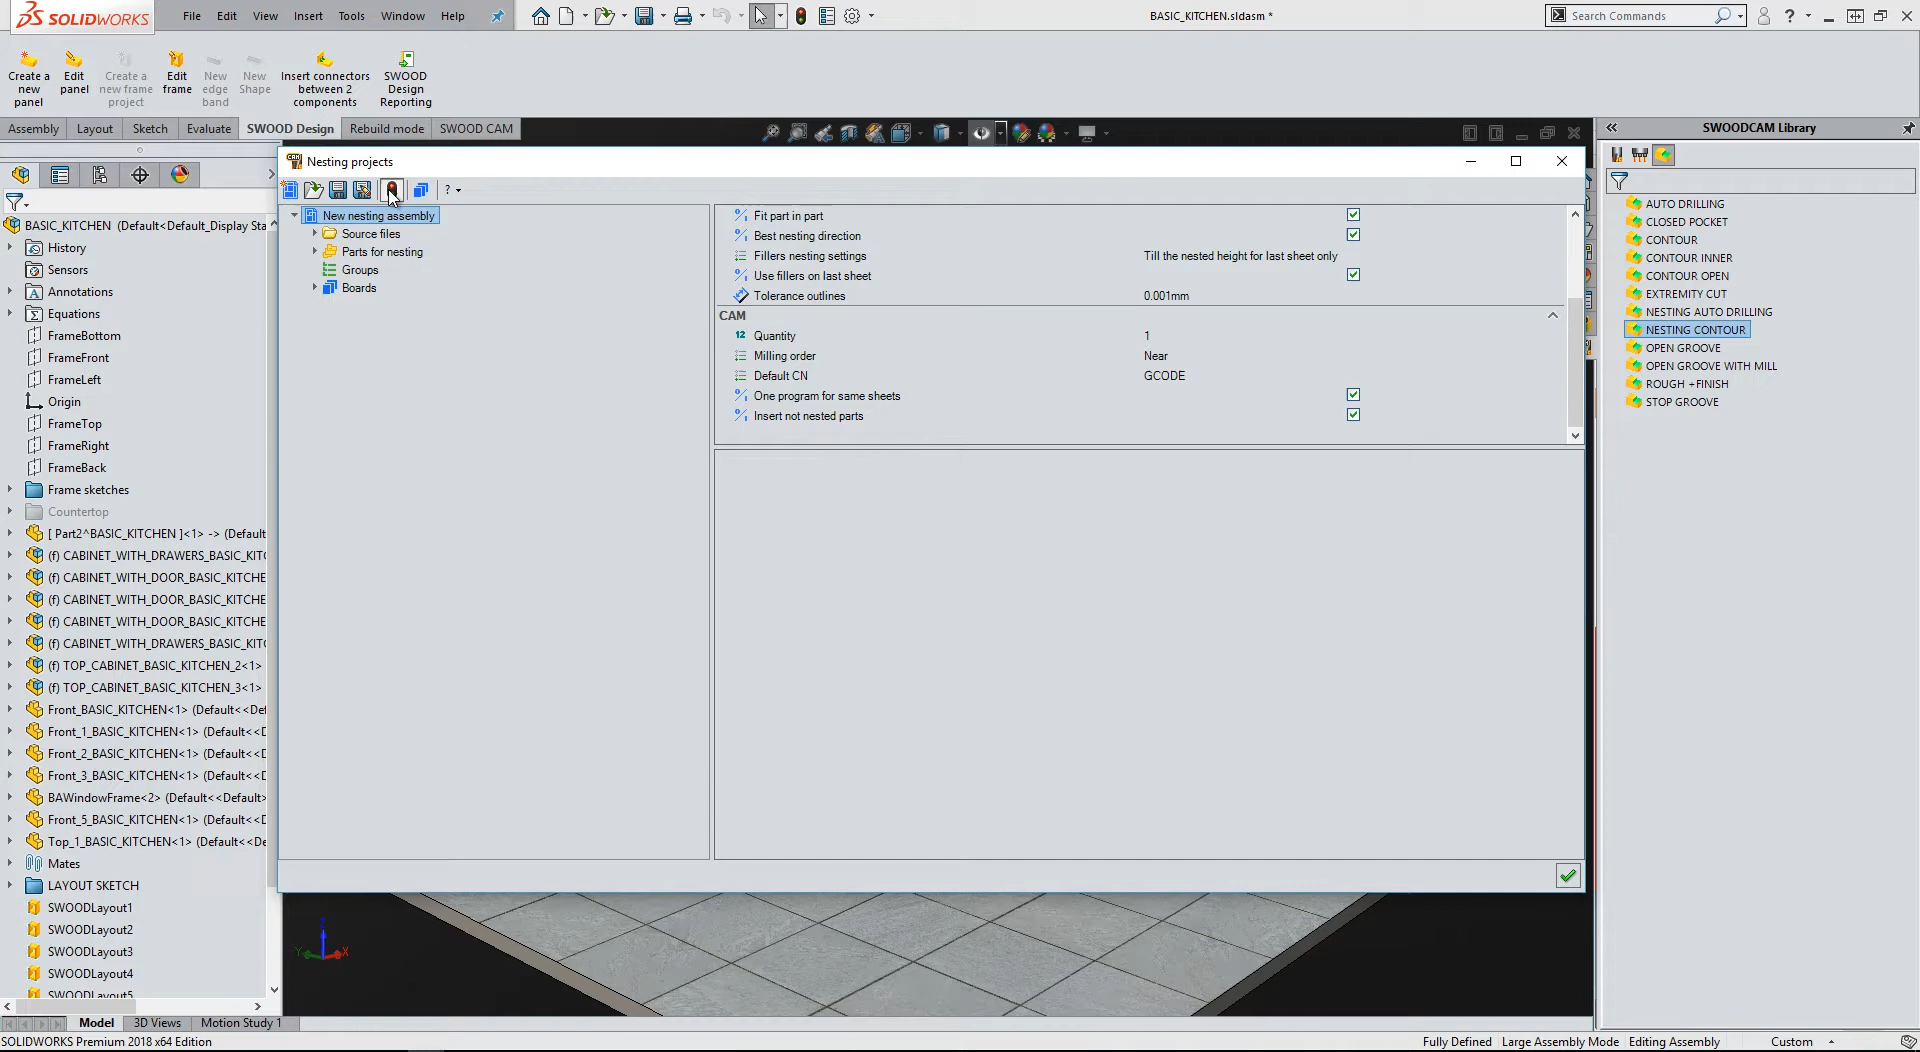 SOLIDWORKS
File Edit View Insert Tools Window Help
BASIC_KITCHEN.sldasm *
Search Commands
?
Create a new panel
Edit panel
Create a new frame project
Edit frame
New edge band
New Shape
Insert connectors between 2 components
SWOOD Design Reporting
Assembly Layout Sketch Evaluate SWOOD Design Rebuild mode SWOOD CAM
BASIC_KITCHEN (Default<Default_Display Sta
History
Sensors
Annotations
Equations
FrameBottom
FrameFront
FrameLeft
Origin
FrameTop
FrameRight
FrameBack
Frame sketches
Countertop
[ Part2^BASIC_KITCHEN ]<1> -> (Default
(f) CABINET_WITH_DRAWERS_BASIC_KITC
(f) CABINET_WITH_DOOR_BASIC_KITCHE
(f) CABINET_WITH_DOOR_BASIC_KITCHE
(f) CABINET_WITH_DOOR_BASIC_KITCHE
(f) CABINET_WITH_DRAWERS_BASIC_KITC
(f) TOP_CABINET_BASIC_KITCHEN_2<1>
(f) TOP_CABINET_BASIC_KITCHEN_3<1>
Front_BASIC_KITCHEN<1> (Default<<Def
Front_1_BASIC_KITCHEN<1> (Default<<D
Front_2_BASIC_KITCHEN<1> (Default<<D
Front_3_BASIC_KITCHEN<1> (Default<<D
BAWindowFrame<2> (Default<<Default>
Front_5_BASIC_KITCHEN<1> (Default<<D
Top_1_BASIC_KITCHEN<1> (Default<<De
Mates
LAYOUT SKETCH
SWOODLayout1
SWOODLayout2
SWOODLayout3
SWOODLayout4
SWOODLayout5
Nesting projects
?
New nesting assembly
Source files
Parts for nesting
Groups
Boards
Fit part in part
Best nesting direction
Fillers nesting settings Till the nested height for last sheet only
Use fillers on last sheet
Tolerance outlines 0.001mm
CAM
Quantity 1
Milling order Near
Default CN GCODE
One program for same sheets
Insert not nested parts
SWOODCAM Library
AUTO DRILLING
CLOSED POCKET
CONTOUR
CONTOUR INNER
CONTOUR OPEN
EXTREMITY CUT
NESTING AUTO DRILLING
NESTING CONTOUR
OPEN GROOVE
OPEN GROOVE WITH MILL
ROUGH +FINISH
STOP GROOVE
Z
Y X
Model 3D Views Motion Study 1
SOLIDWORKS Premium 2018 x64 Edition
Fully Defined Large Assembly Mode Editing Assembly Custom